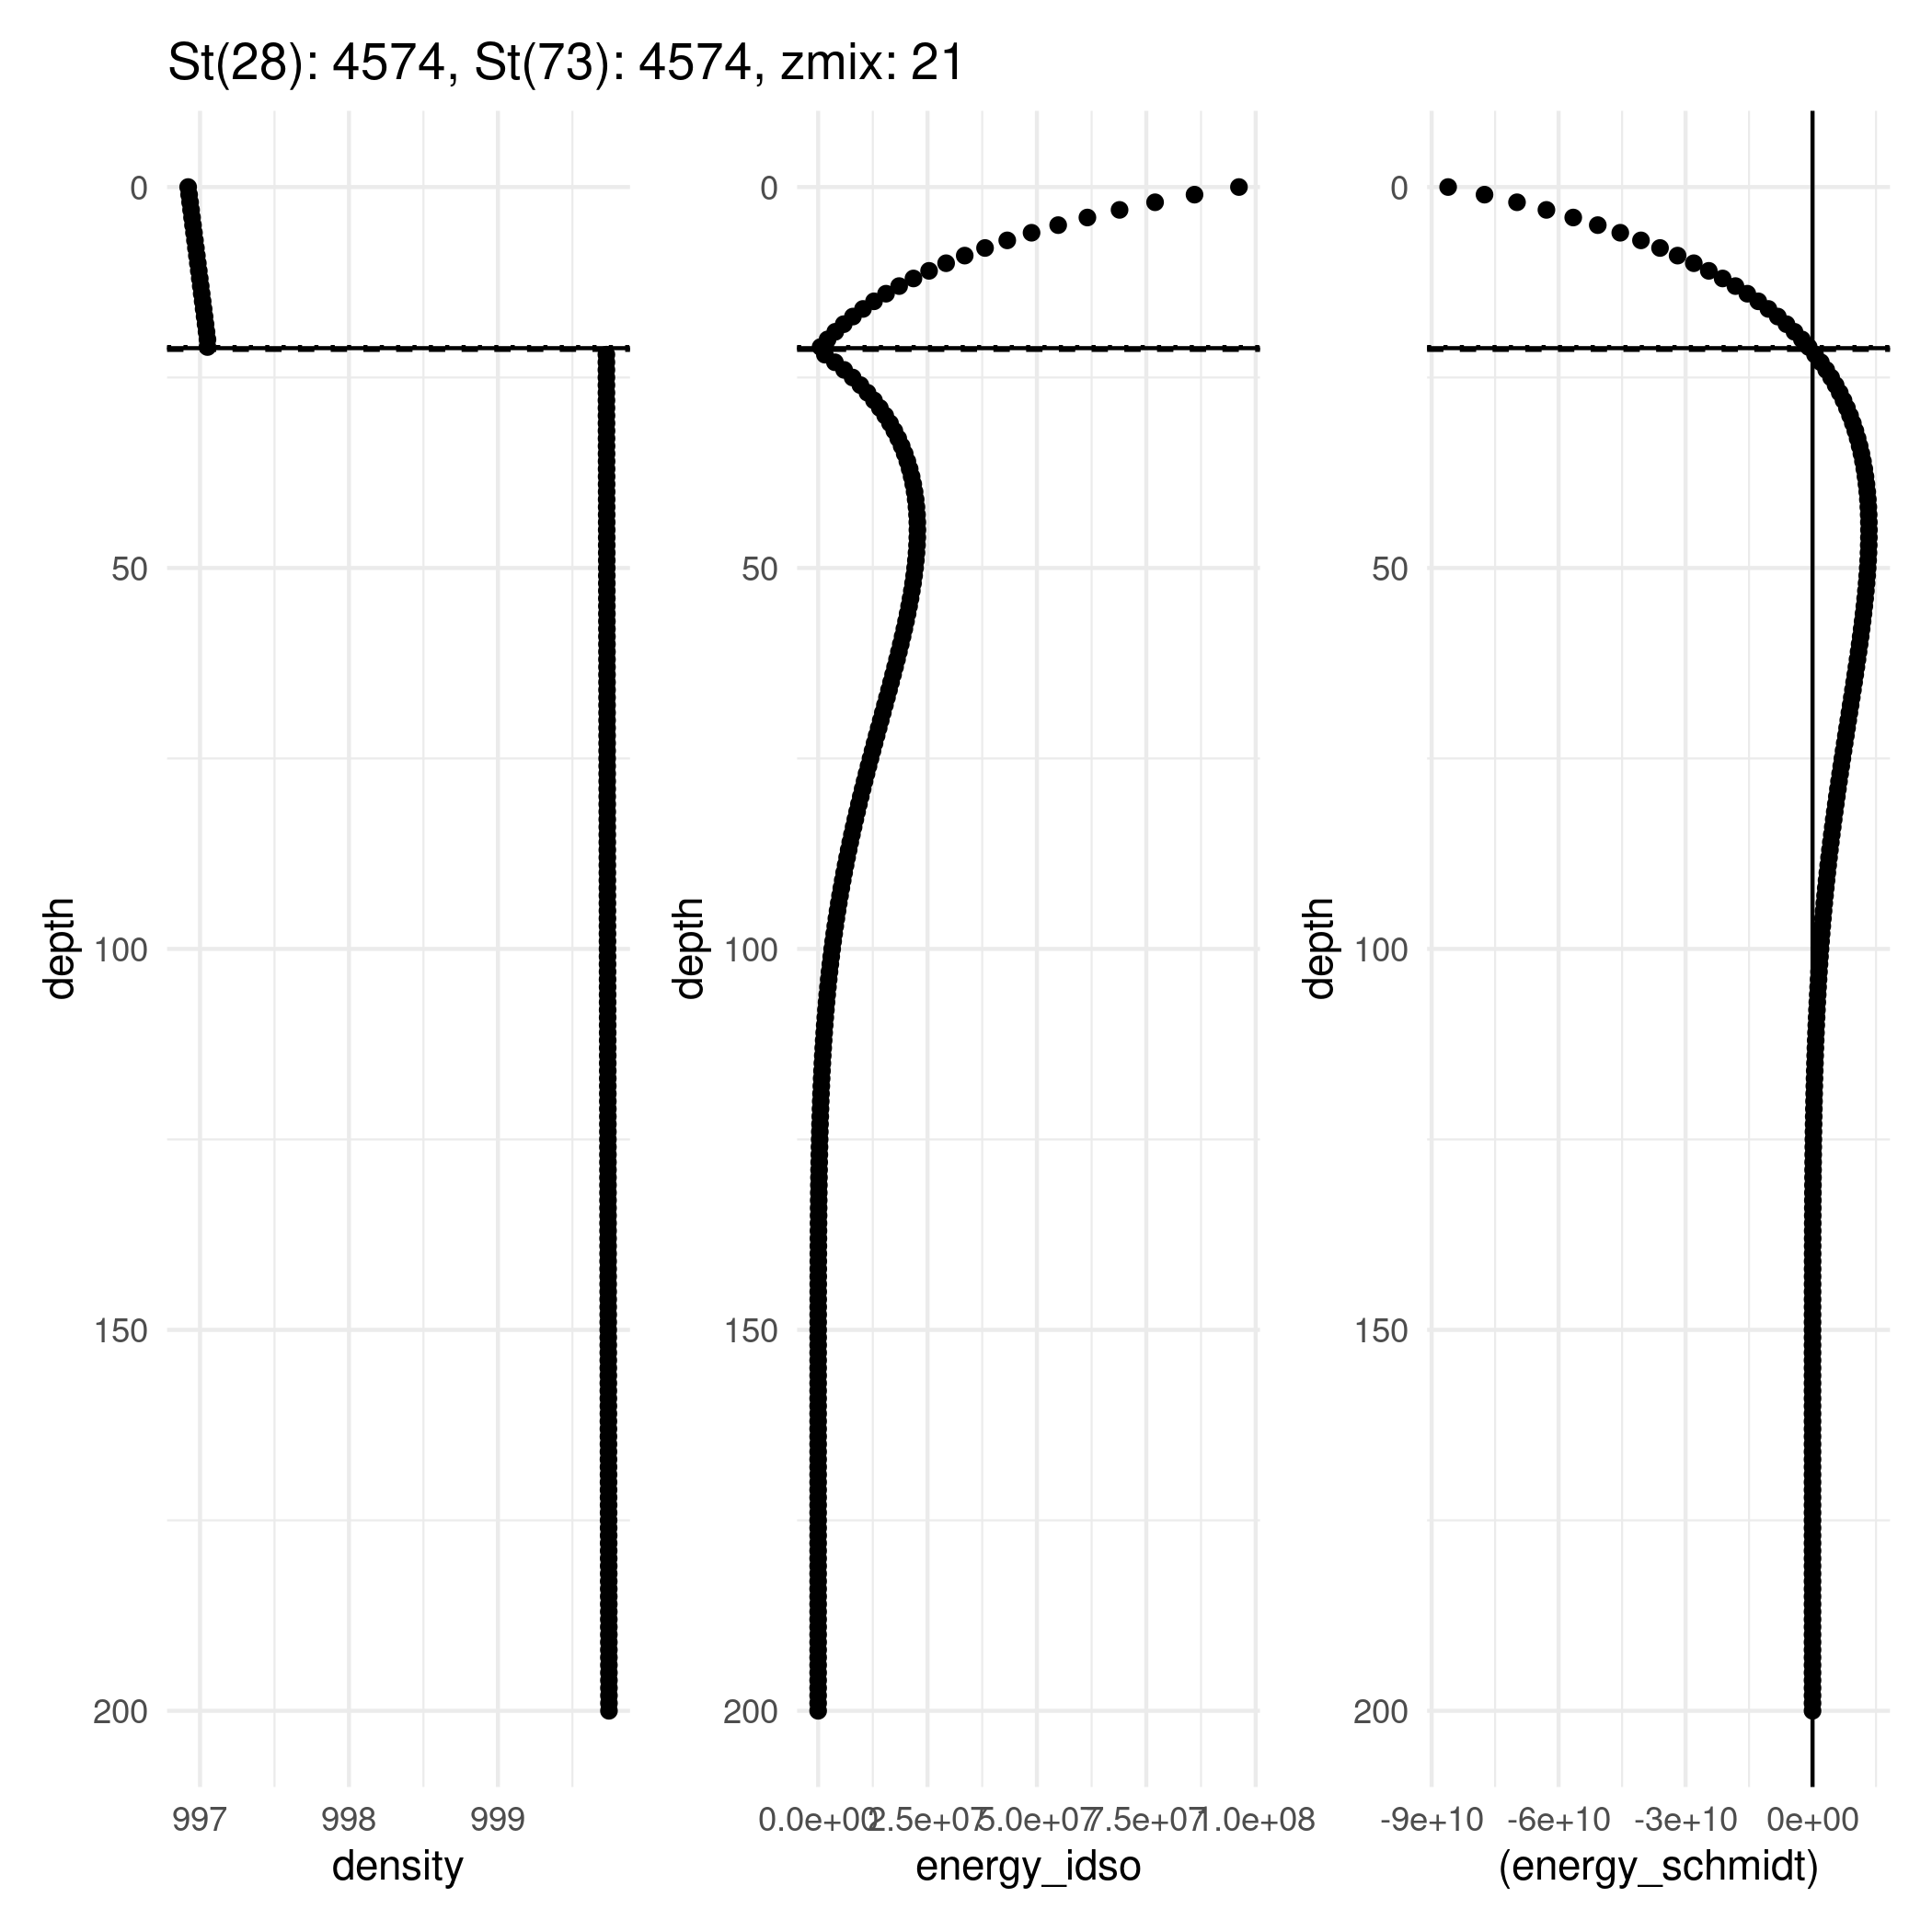 St(28): 4574, St(73): 4574, zmix: 21
depth
0
50
100
150
200
997 998 999
density
depth
0
50
100
150
200
0.0e+00 2.5e+07 5.0e+07 7.5e+07 1.0e+08
energy_idso
depth
0
50
100
150
200
-9e+10 -6e+10 -3e+10 0e+00
(energy_schmidt)